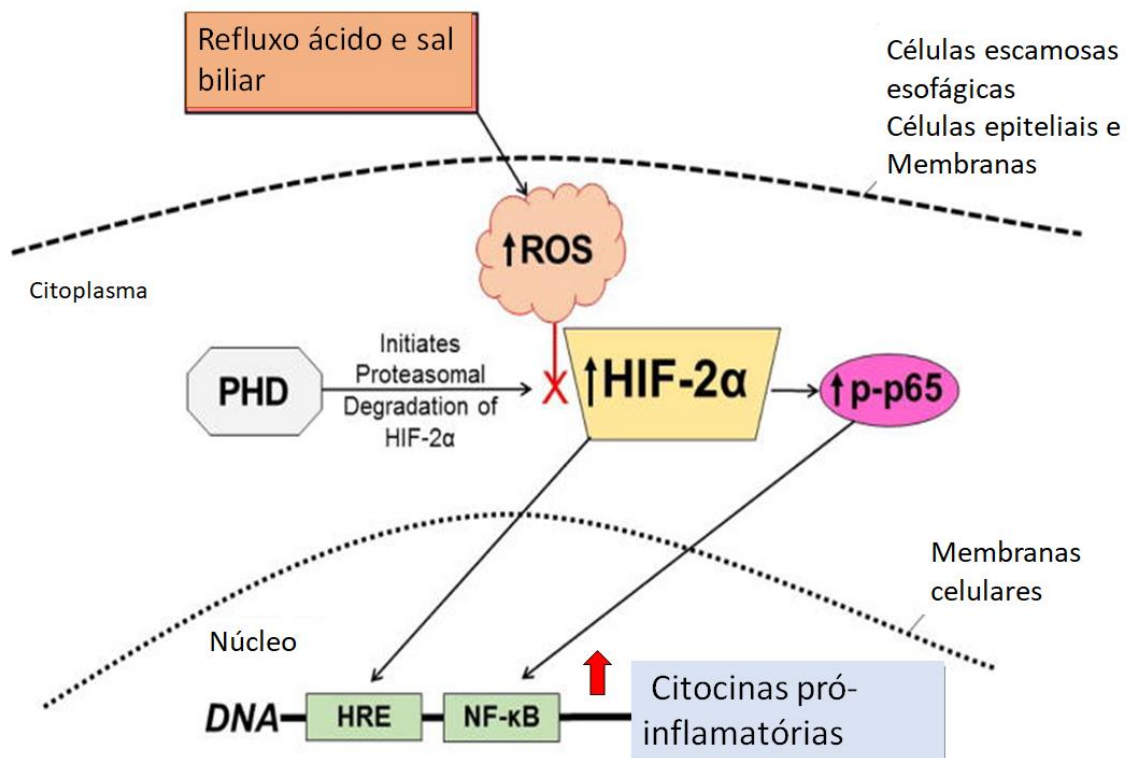 Refluxo ácido e sal
biliar
Células escamosas
esofágicas
Células epiteliais e
Membranas
↑ROS
Citoplasma
PHD
Initiates
Proteasomal
Degradation of
HIF-2α
X
↑HIF-2α
↑p-p65
Membranas
celulares
Núcleo
DNA
HRE
NF-κB
Citocinas pró-
inflamatórias